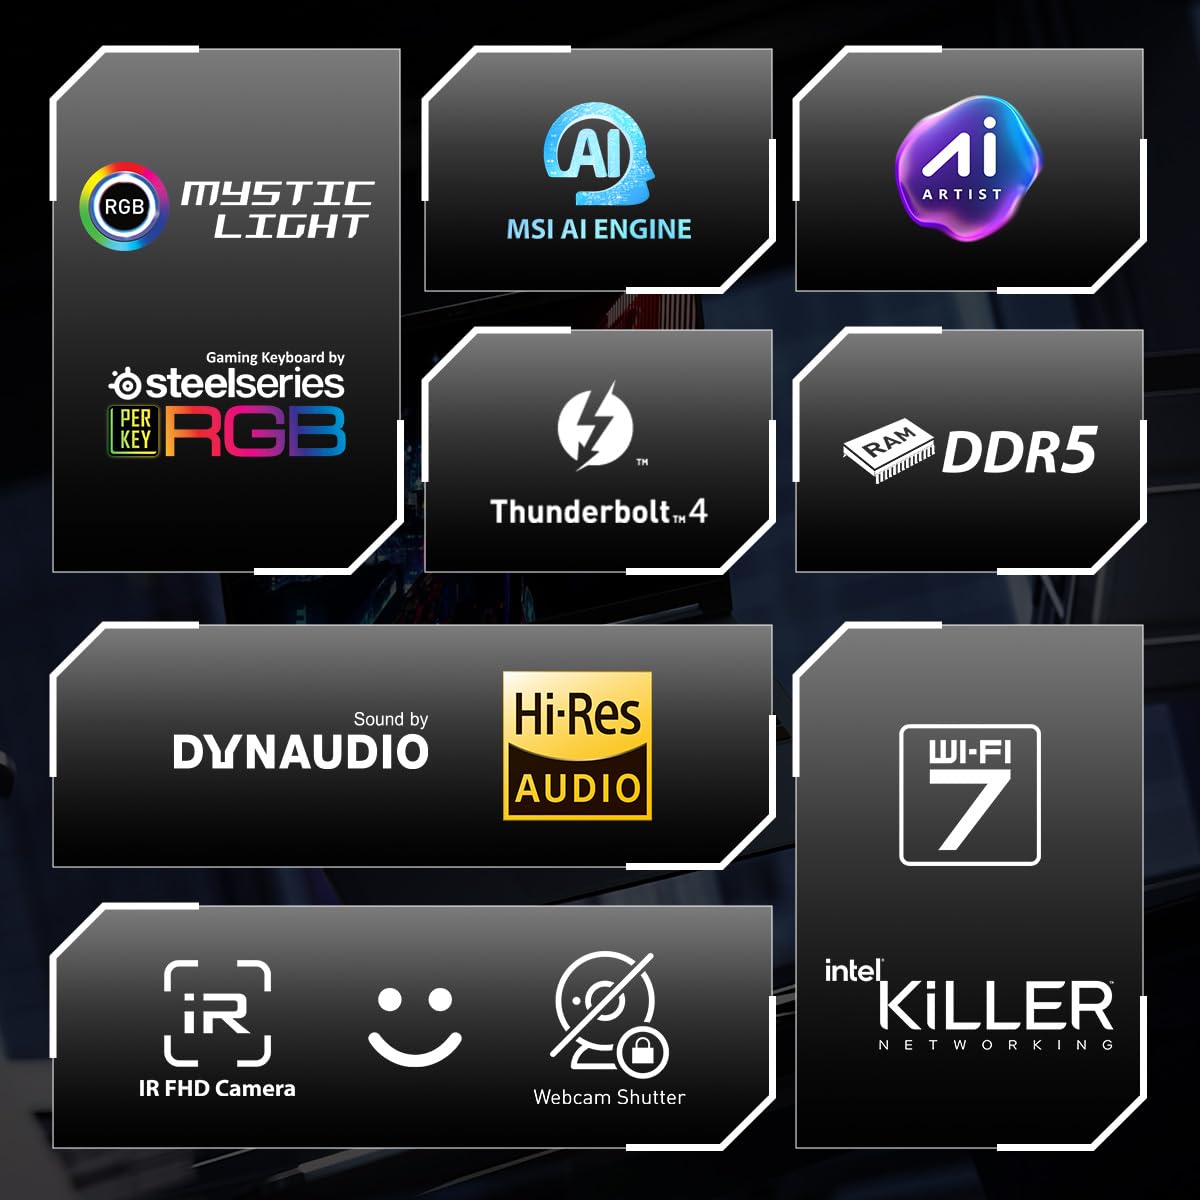 RGB
MYSTIC
LIGHT
Gaming Keyboard by
steelseries
PER
KEY
RGB
AI
MSI AI ENGINE
Ai
ARTIST
™
Thunderbolt™ 4
RAM
DDR5
Sound by
DYNAUDIO
Hi-Res
AUDIO
WI-FI
7
intel®
KiLLER™
NETWORKING
iR
IR FHD Camera
Webcam Shutter